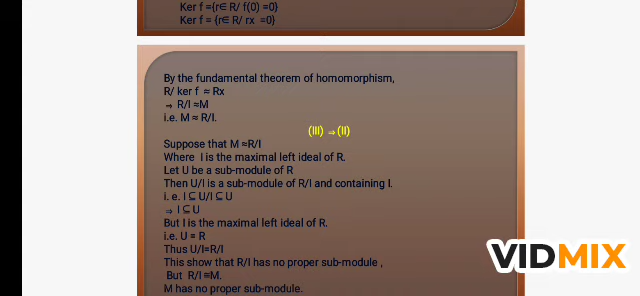 Ker f ={r∈ R/ f(0) =0}
Ker f = {r∈ R/ rx =0}
By the fundamental theorem of homomorphism,
R/ ker f ≈ Rx
→ R/I ≈M
i.e. M ≈ R/I.
(III) ⇒ (II)
Suppose that M ≈R/I
Where I is the maximal left ideal of R.
Let U be a sub-module of R
Then U/I is a sub-module of R/I and containing I.
i. e. I ⊆ U/I ⊆ U
⇒ I ⊆ U
But I is the maximal left ideal of R.
i.e. U = R
Thus U/I=R/I
This show that R/I has no proper sub-module ,
But R/I ≅M.
M has no proper sub-module.
VIDMIX